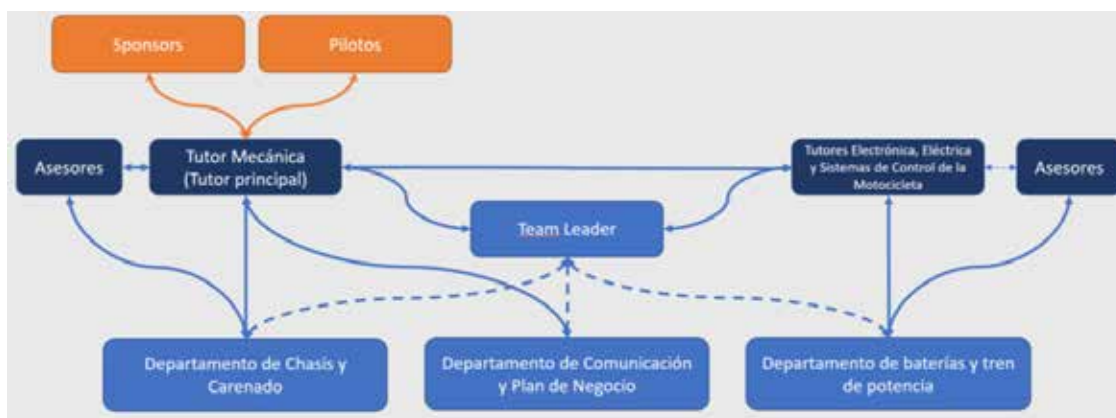 Sponsors
Pilotos
Asesores
Tutor Mecánica
(Tutor principal)
Tutores Electrónica, Eléctrica
y Sistemas de Control de la
Motocicleta
Asesores
Team Leader
Departamento de Chasis y
Carenado
Departamento de Comunicación
y Plan de Negocio
Departamento de baterías y tren
de potencia